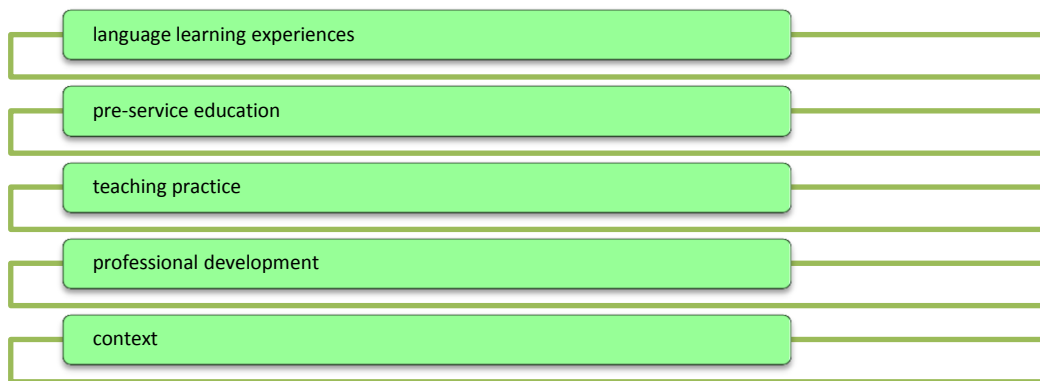 language learning experiences
pre-service education
teaching practice
professional development
context